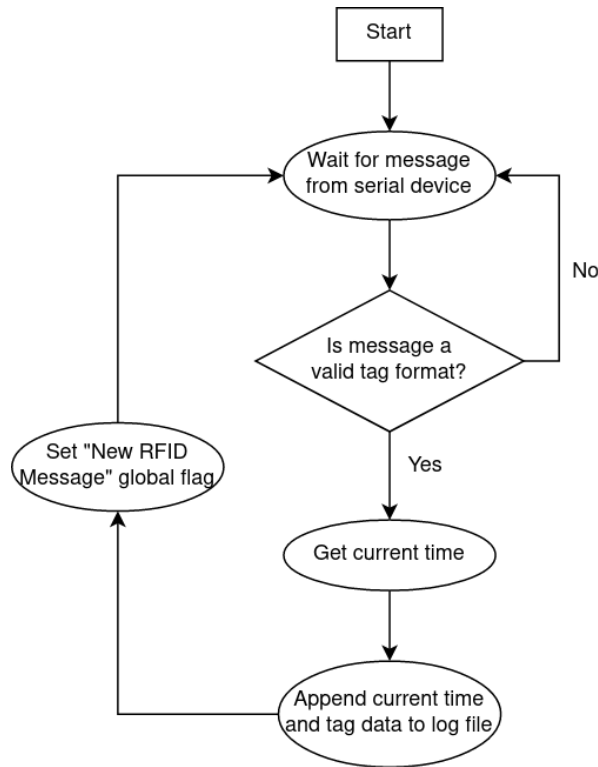 Start
Wait for message
from serial device
No
Is message a
valid tag format?
Yes
Set "New RFID
Message" global flag
Get current time
Append current time
and tag data to log file